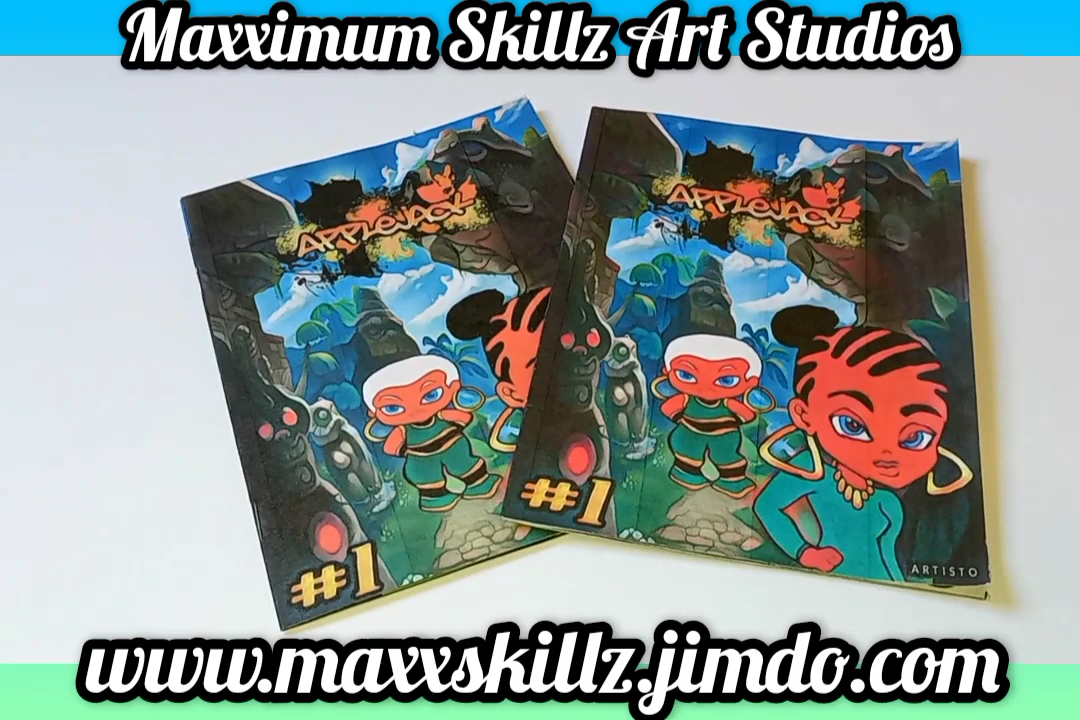 Maxximum Skillz Art Studios
APPLEJACK
APPLEJACK
#1
#1
ARTISTO
www.maxxskillz.jimdo.com